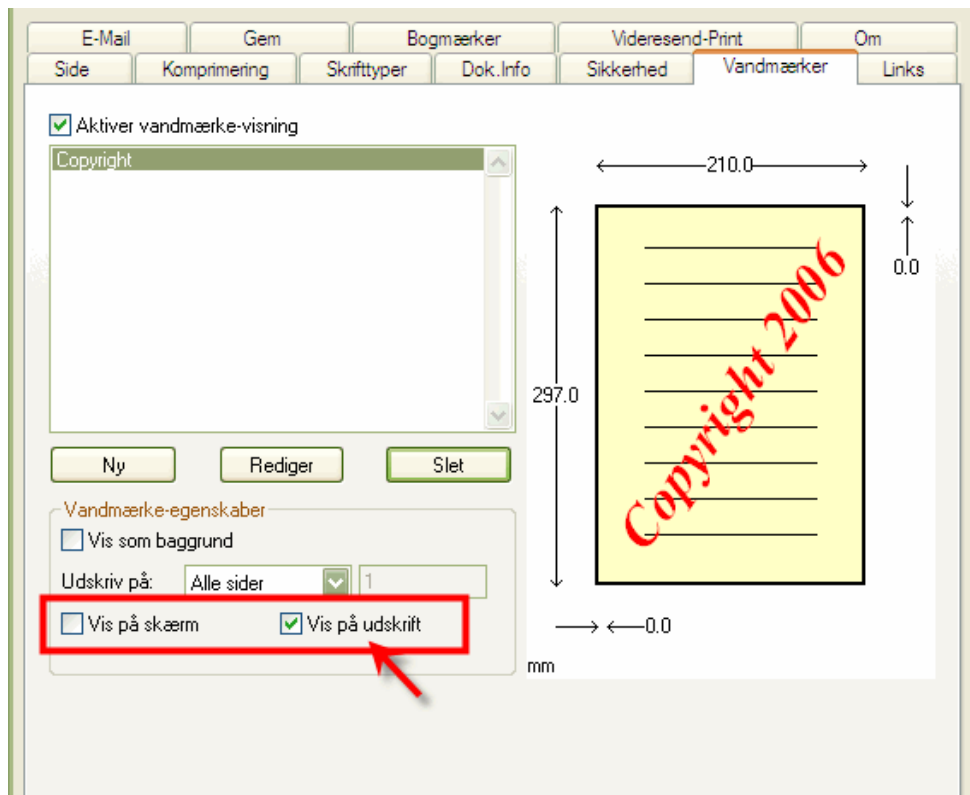 E-Mail Gem Bogmærker Videresend-Print Om
Side Komprimering Skrifttyper Dok.Info Sikkerhed Vandmærker Links
Aktiver vandmærke-visning
Copyright
210.0
0.0
297.0
Copyright 2006
Ny Rediger Slet
Vandmærke-egenskaber
Vis som baggrund
Udskriv på: Alle sider 1
Vis på skærm Vis på udskrift
0.0
mm